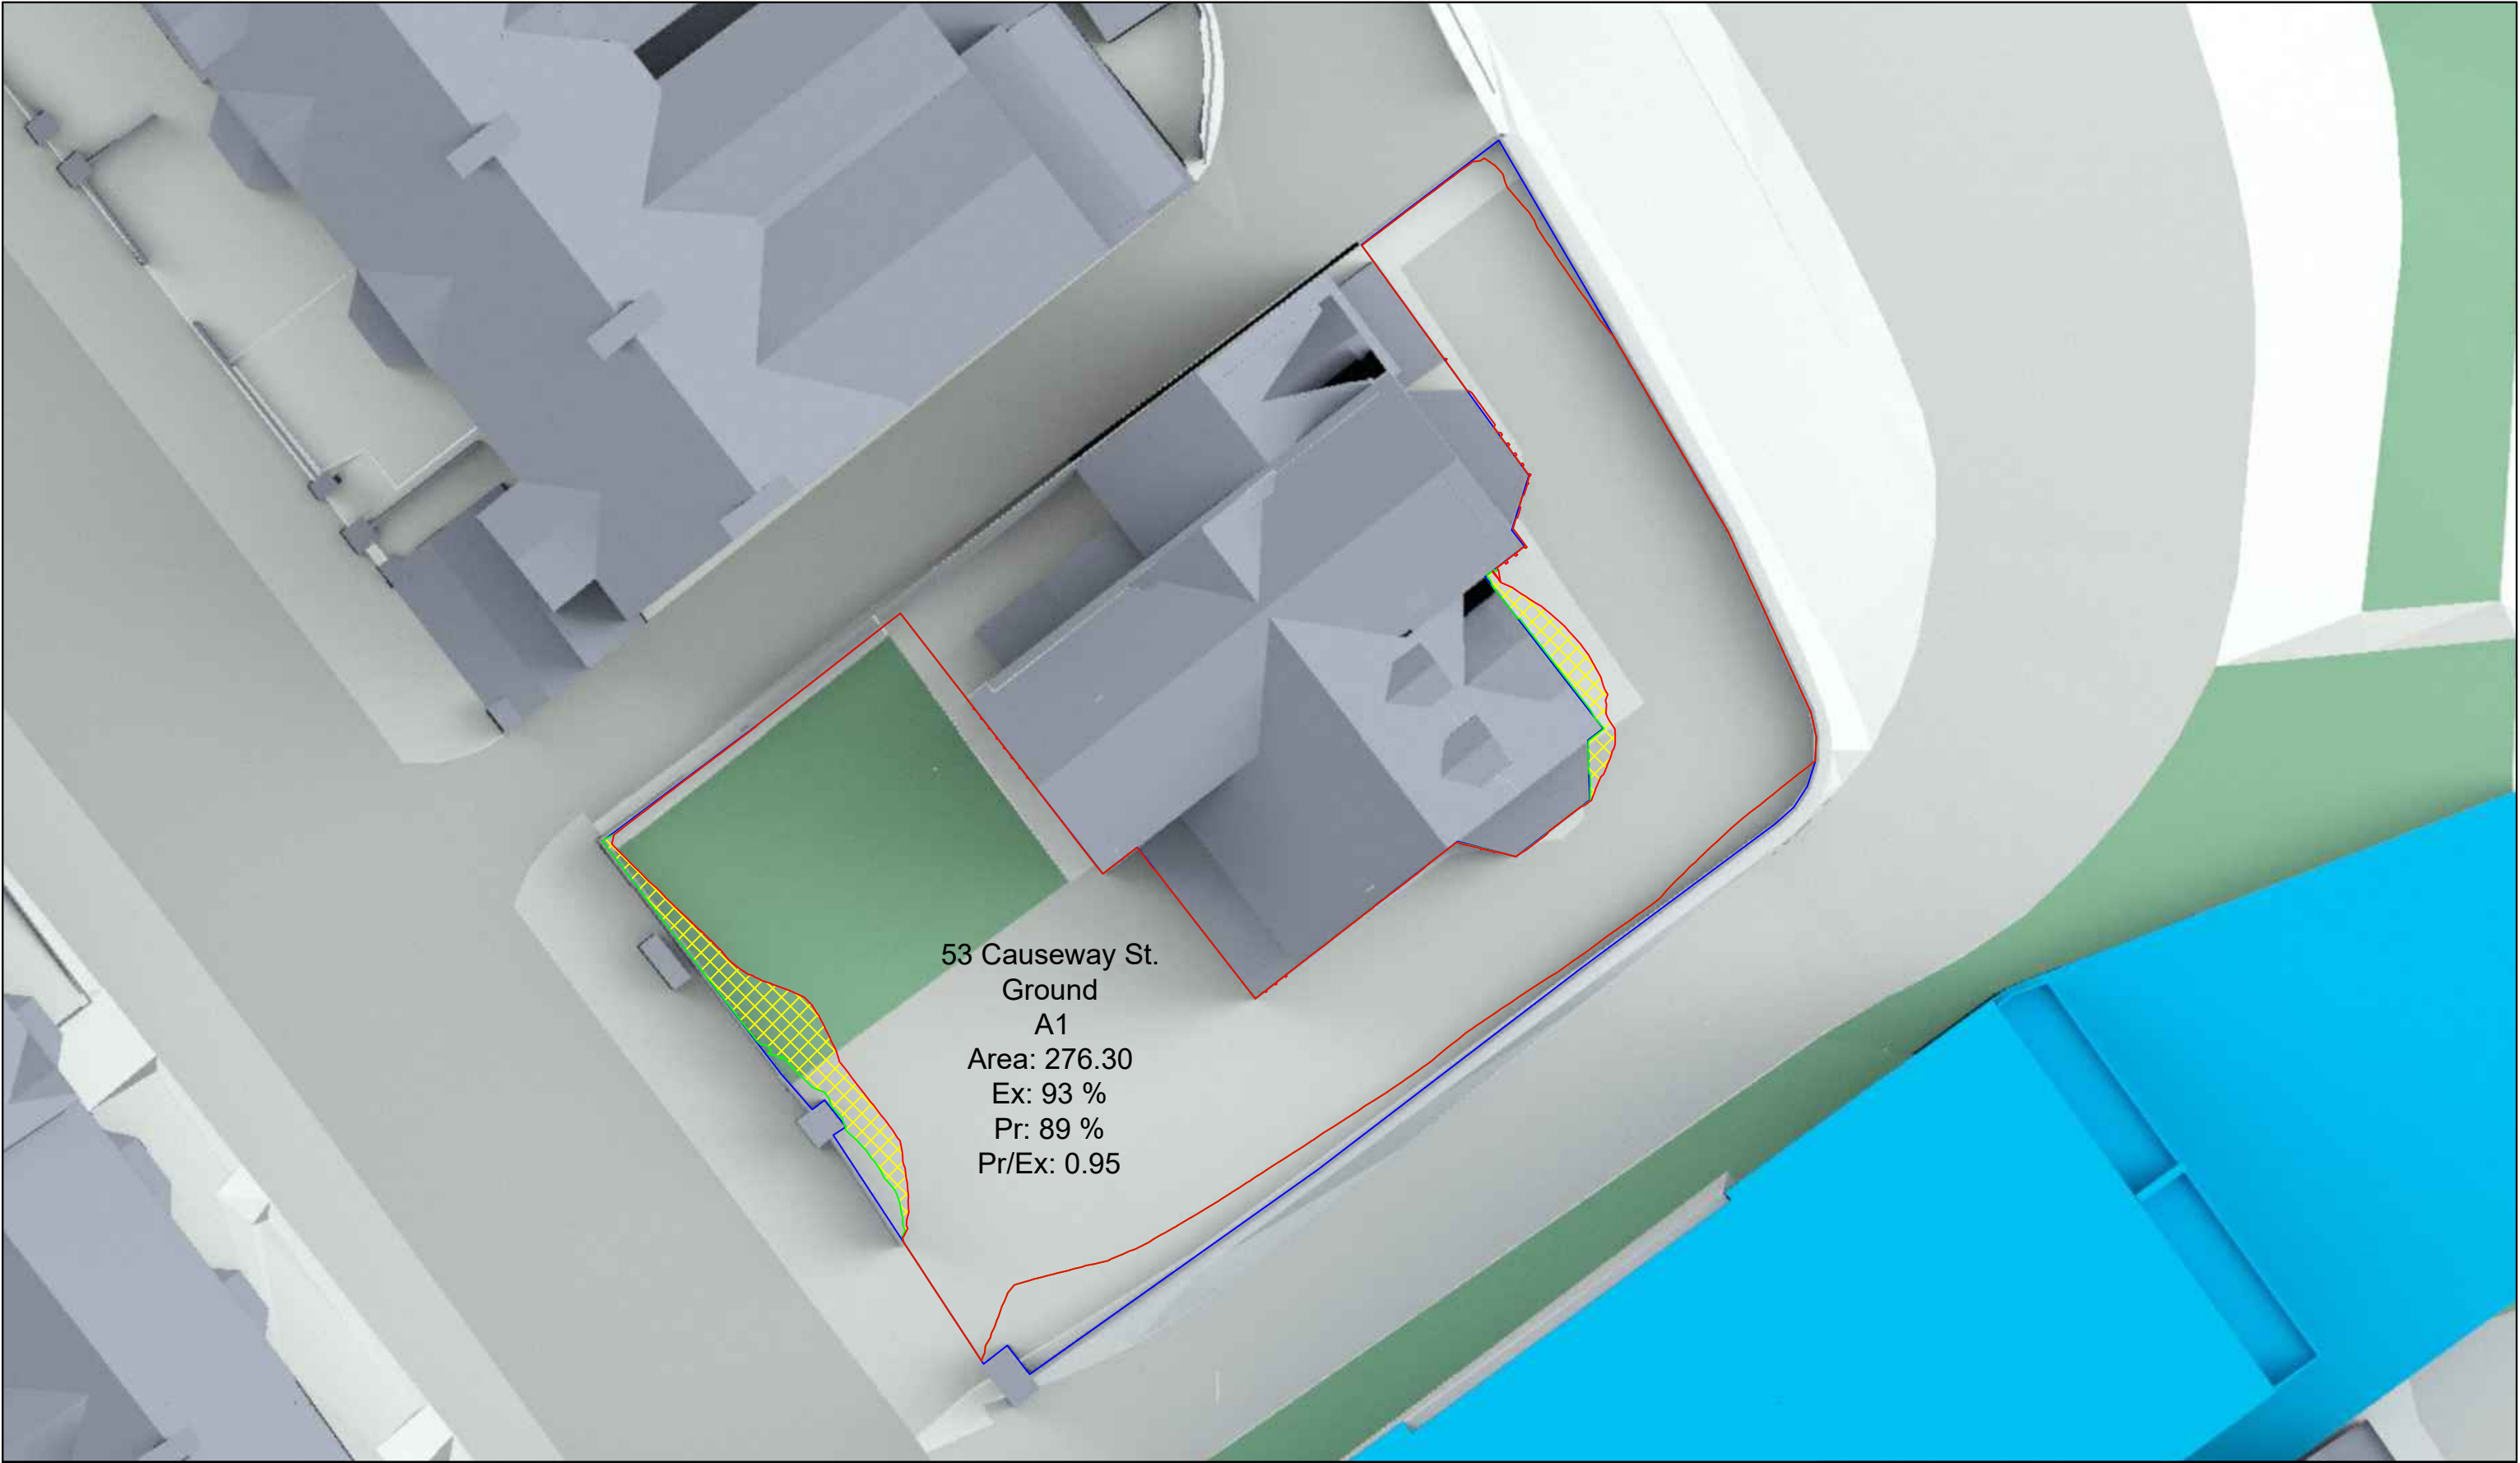 53 Causeway St.
Ground
A1
Area: 276.30
Ex: 93 %
Pr: 89 %
Pr/Ex: 0.95